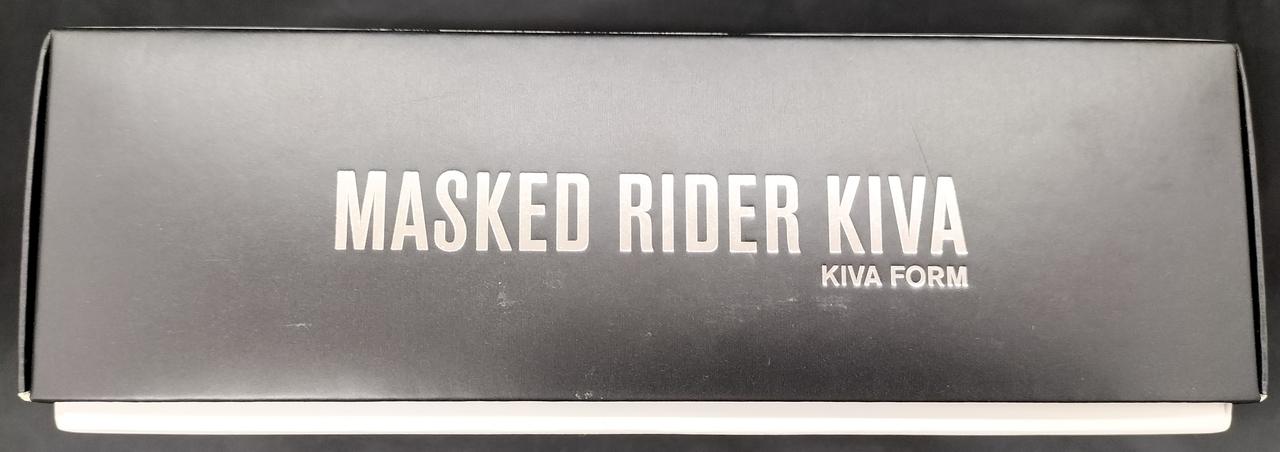 MASKED RIDER KIVA
KIVA FORM